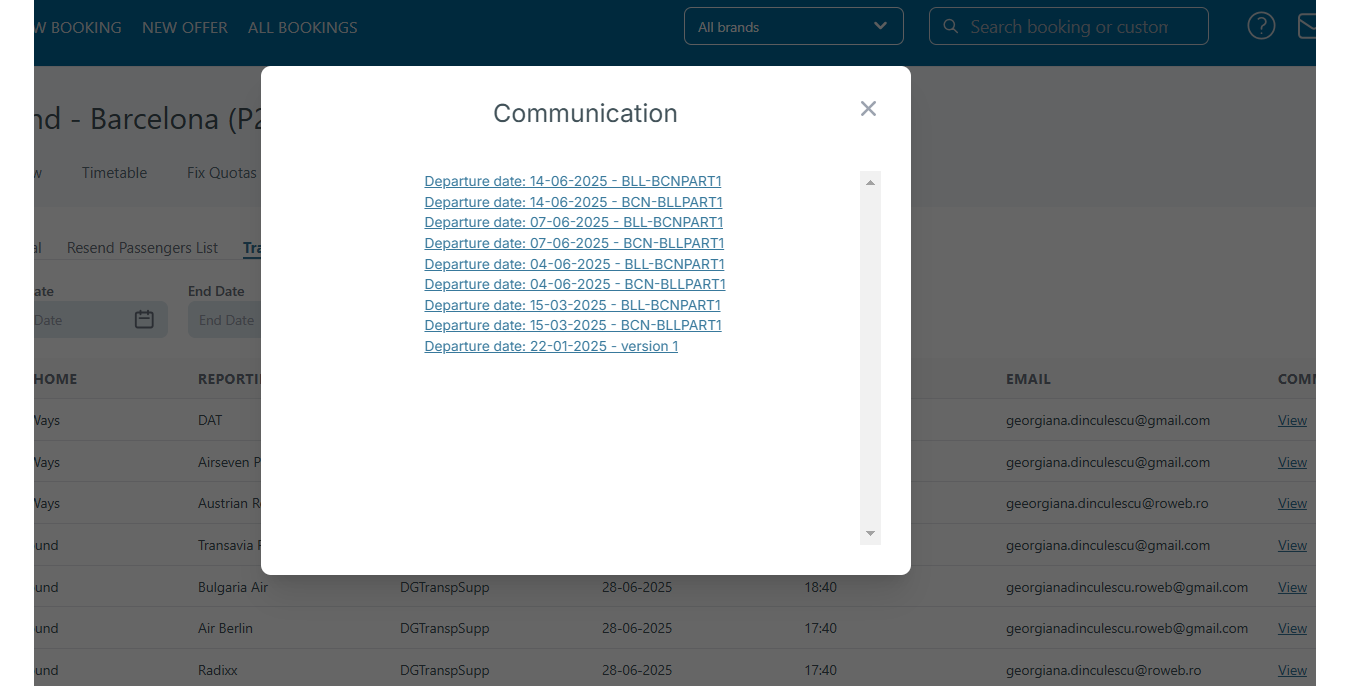 W BOOKING NEW OFFER ALL BOOKINGS All brands Search booking or custom ?
nd - Barcelona (P2
Communication
w Timetable Fix Quotas
Departure date: 14-06-2025 - BLL-BCNPART1
Departure date: 14-06-2025 - BCN-BLLPART1
Departure date: 07-06-2025 - BLL-BCNPART1
Departure date: 07-06-2025 - BCN-BLLPART1
Departure date: 04-06-2025 - BLL-BCNPART1
Departure date: 04-06-2025 - BCN-BLLPART1
Departure date: 15-03-2025 - BLL-BCNPART1
Departure date: 15-03-2025 - BCN-BLLPART1
Departure date: 22-01-2025 - version 1
al Resend Passengers List Tra
ate End Date
Date End Date
HOME REPORTI EMAIL COM
Ways DAT georgiana.dinculescu@gmail.com View
Ways Airseven P georgiana.dinculescu@gmail.com View
Ways Austrian R geeorgiana.dinculescu@roweb.ro View
und Transavia georgiana.dinculescu@gmail.com View
und Bulgaria Air DGTranspSupp 28-06-2025 18:40 georgianadinculescu.roweb@gmail.com View
und Air Berlin DGTranspSupp 28-06-2025 17:40 georgianadinculescu.roweb@gmail.com View
und Radixx DGTranspSupp 28-06-2025 17:40 georgiana.dinculescu@roweb.ro View